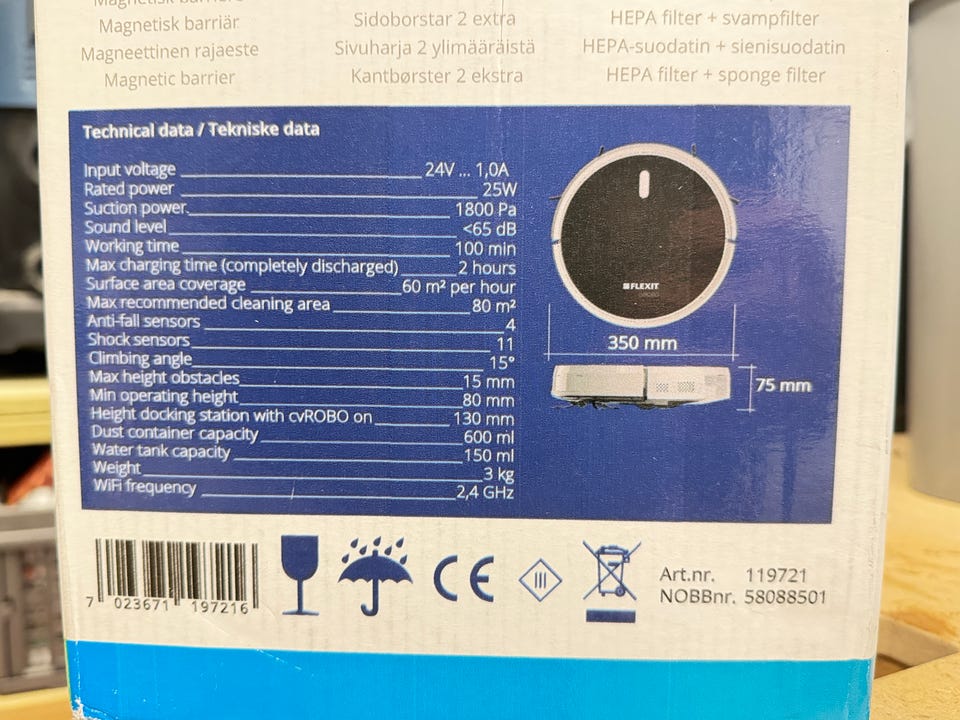 Magnetisk barriere
Magnetisk barriär
Magneettinen rajaeste
Magnetic barrier
Sidoborstar 2 extra
Sivuharja 2 ylimääräistä
Kantbørster 2 ekstra
HEPA filter + svampfilter
HEPA-suodatin + sienisuodatin
HEPA filter + sponge filter
Technical data / Tekniske data
Input voltage 24V ... 1,0A
Rated power 25W
Suction power 1800 Pa
Sound level <65 dB
Working time 100 min
Max charging time (completely discharged) 2 hours
Surface area coverage 60 m² per hour
Max recommended cleaning area 80 m²
Anti-fall sensors 4
Shock sensors 11
Climbing angle 15°
Max height obstacles 15 mm
Min operating height 80 mm
Height docking station with cvROBO on 130 mm
Dust container capacity 600 ml
Water tank capacity 150 ml
Weight 3 kg
WiFi frequency 2,4 GHz
FLEXIT
350 mm
75 mm
7 023671 197216
CE
Art.nr. 119721
NOBBnr. 58088501